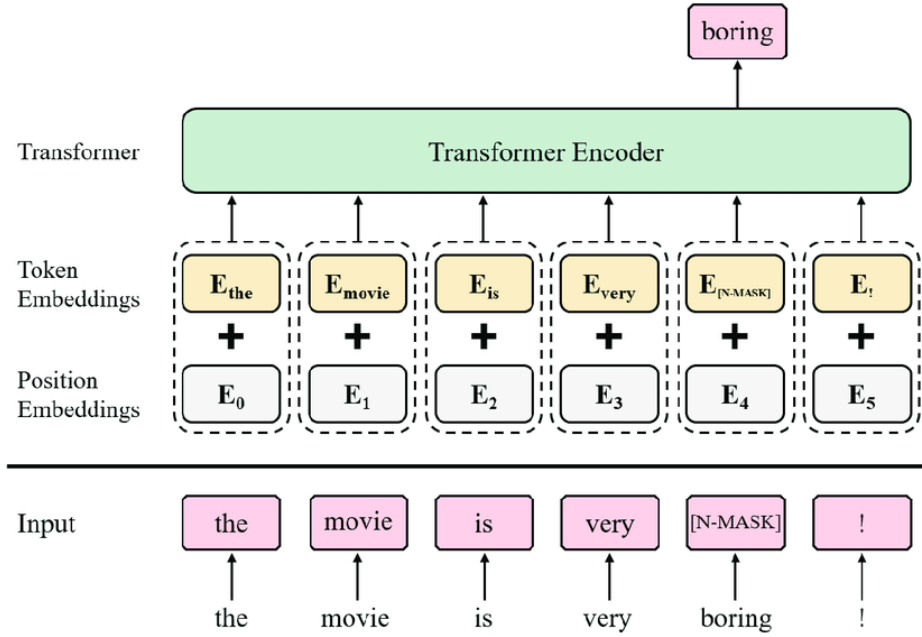 boring
Transformer
Transformer Encoder
Token
Embeddings
E_the E_movie E_is E_very E_[N-MASK] E_!
+ + + + + +
Position
Embeddings
E_0 E_1 E_2 E_3 E_4 E_5
Input
the movie is very [N-MASK] !
the movie is very boring !